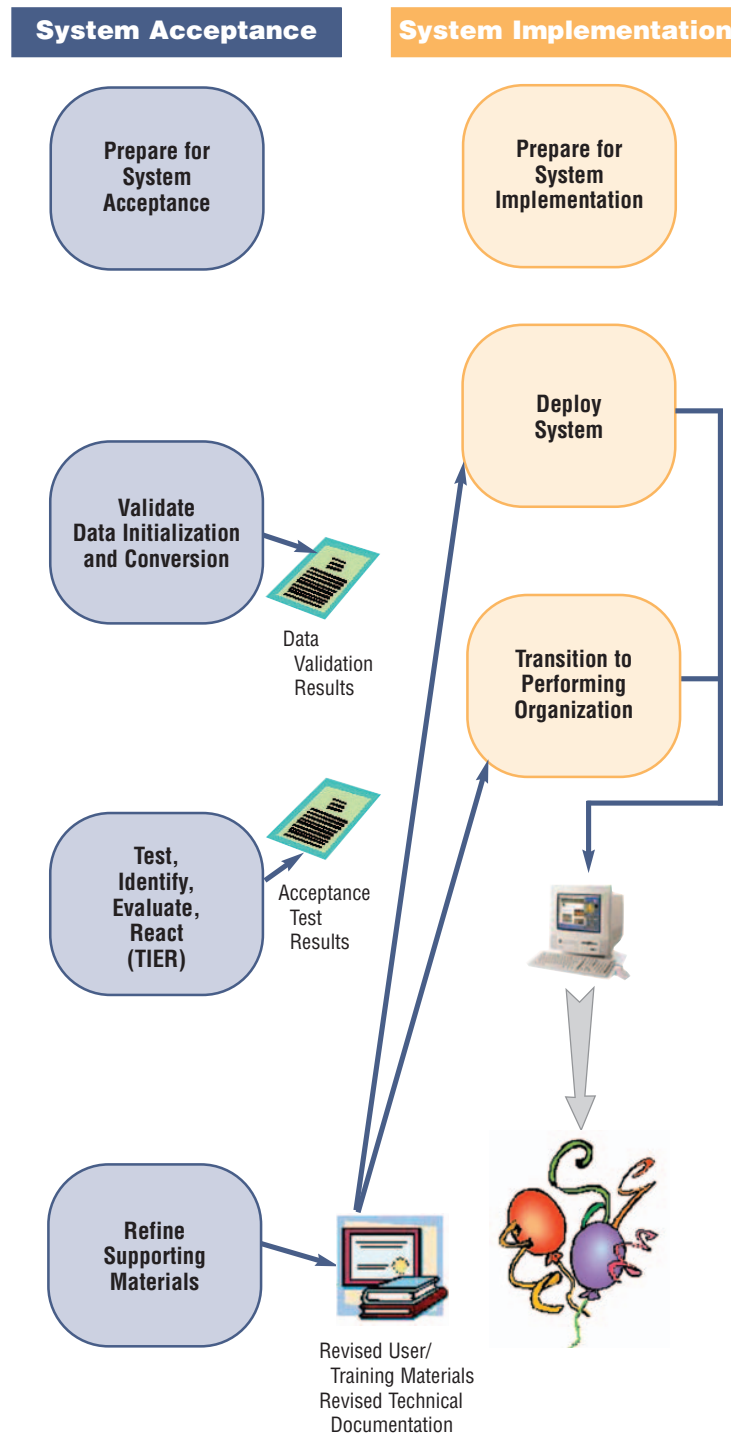 System Acceptance
System Implementation
Prepare for
System
Acceptance
Prepare for
System
Implementation
Deploy
System
Validate
Data Initialization
and Conversion
Data
Validation
Results
Transition to
Performing
Organization
Test,
Identify,
Evaluate,
React
(TIER)
Acceptance
Test
Results
Refine
Supporting
Materials
Revised User/
Training Materials
Revised Technical
Documentation